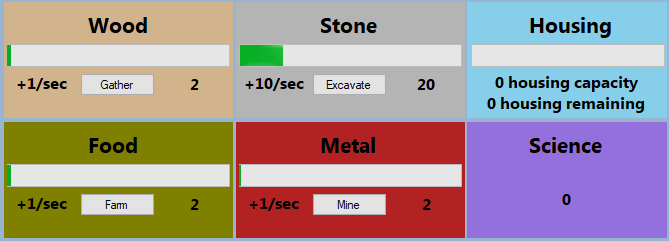 Wood
+1/sec Gather 2
Stone
+10/sec Excavate 20
Housing
0 housing capacity
0 housing remaining
Food
+1/sec Farm 2
Metal
+1/sec Mine 2
Science
0